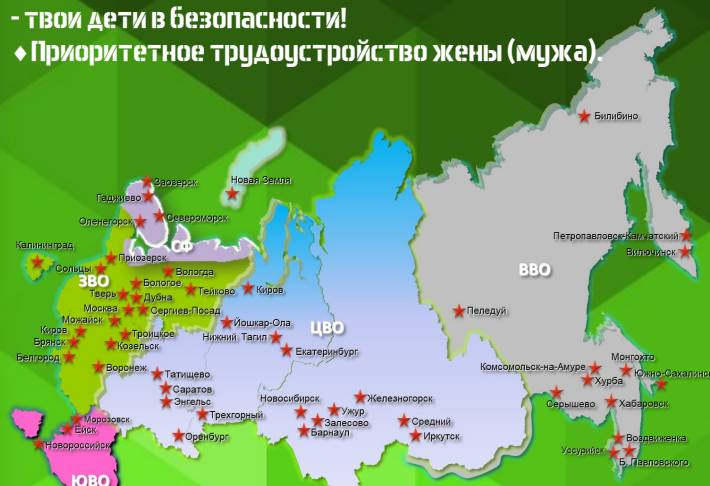 - твои дети в безопасности!
♦ Приоритетное трудоустройство жены (мужа).
Билибино
Заозерск
Новая Земля
Гаджиево
Оленегорск
Североморск
Петропавловск-Камчатский
Калининград
СФ
Вилючинск
Приозерск
Сольцы
Вологда
ВВО
ЗВО
Бологое
Тейково
Киров
Тверь
Дубна
Москва
Сергиев-Посад
Пеледуй
Можайск
Йошкар-Ола
ЦВО
Киров
Троицкое
Нижний Тагил
Брянск
Козельск
Екатеринбург
Белгород
Монгохто
Воронеж
Татищево
Комсомольск-на-Амуре
Южно-Сахалинск
Хурба
Саратов
Новосибирск
Железногорск
Энгельс
Серышево
Хабаровск
Трехгорный
Ужур
Морозовск
Залесово
Средний
Ейск
Барнаул
Оренбург
Иркутск
Воздвиженка
Новороссийск
Уссурийск
Б. Павловского
ЮВО